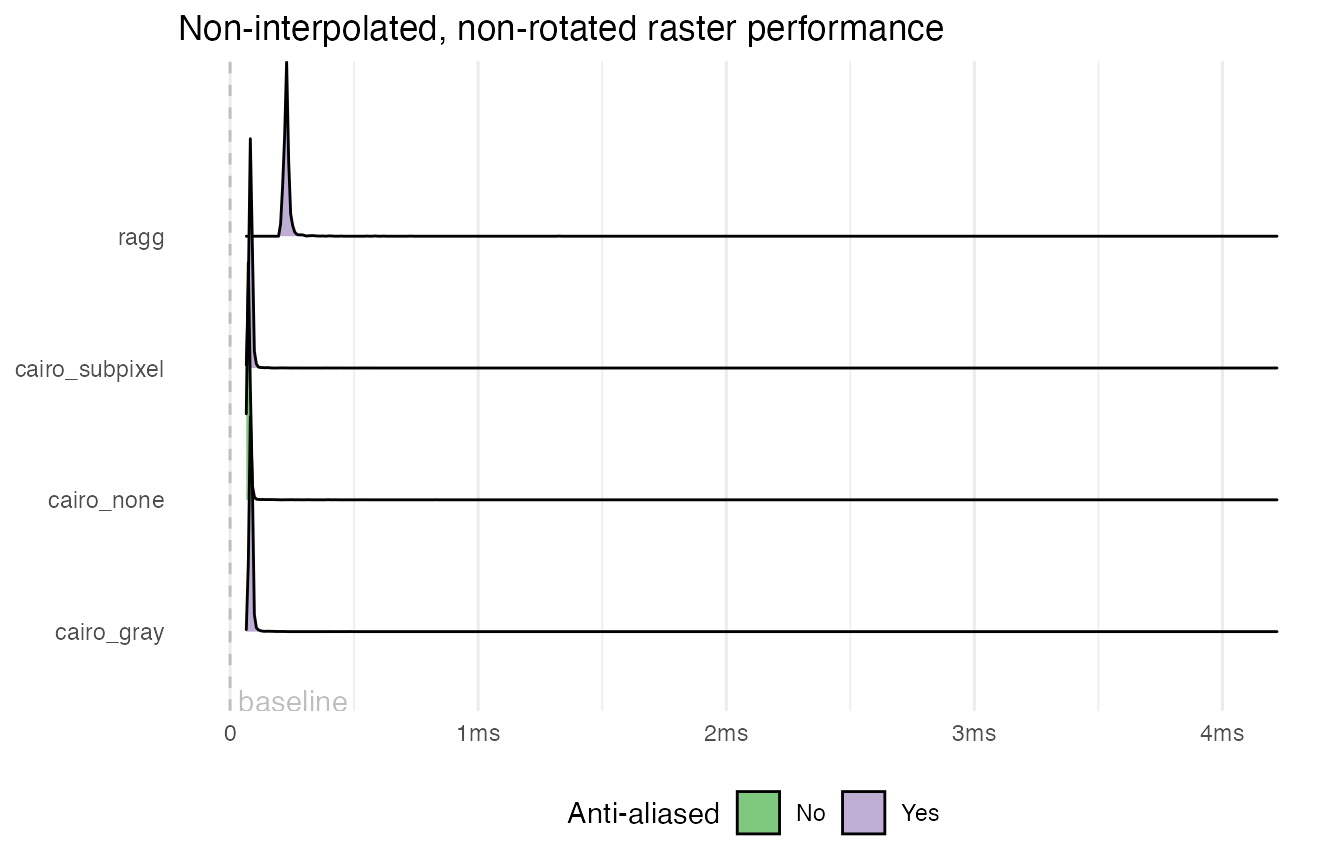 Non-interpolated, non-rotated raster performance
ragg
cairo_subpixel
cairo_none
cairo_gray
baseline
0 1ms 2ms 3ms 4ms
Anti-aliased No Yes